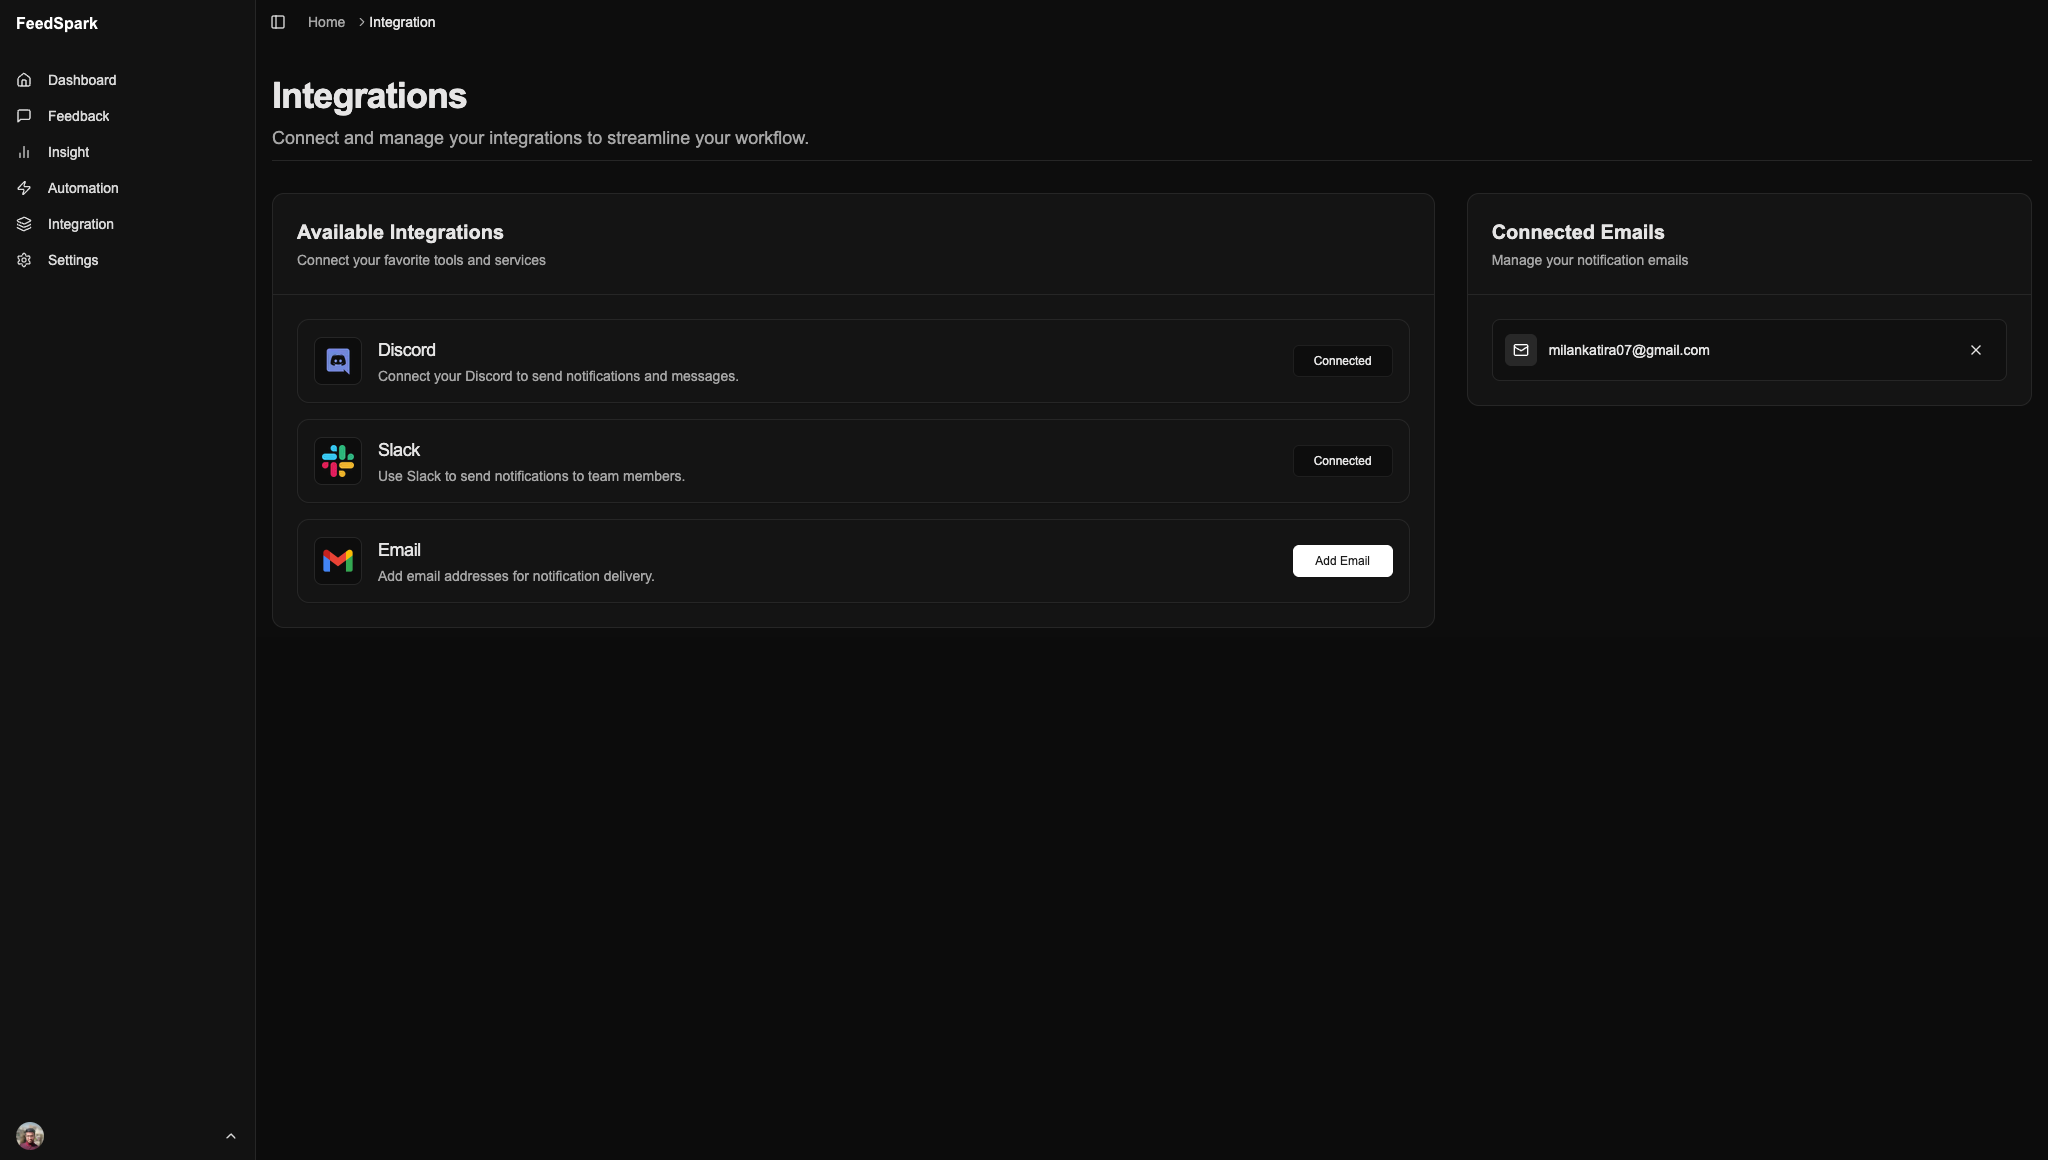 FeedSpark
Dashboard
Feedback
Insight
Automation
Integration
Settings
Home > Integration
Integrations
Connect and manage your integrations to streamline your workflow.
Available Integrations
Connect your favorite tools and services
Discord
Connect your Discord to send notifications and messages.
Connected
Slack
Use Slack to send notifications to team members.
Connected
Email
Add email addresses for notification delivery.
Add Email
Connected Emails
Manage your notification emails
milankatira07@gmail.com